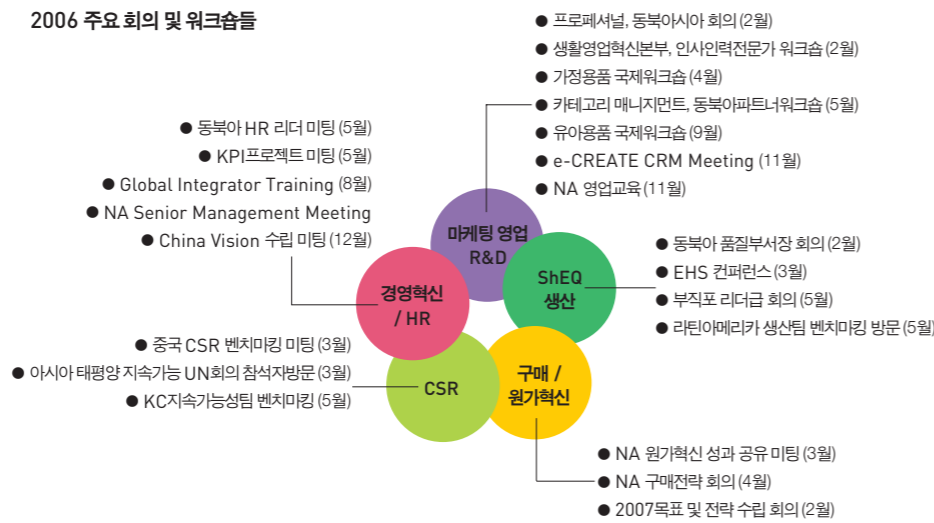 2006 주요 회의 및 워크숍들
● 프로페셔널, 동북아시아 회의 (2월)
● 생활영업혁신본부, 인사인력전문가 워크숍 (2월)
● 가정용품 국제워크숍 (4월)
● 카테고리 매니지먼트, 동북아파트너워크숍 (5월)
● 유아용품 국제워크숍 (9월)
● e-CREATE CRM Meeting (11월)
● NA 영업교육 (11월)
● 동북아 HR 리더 미팅 (5월)
● KPI프로젝트 미팅 (5월)
● Global Integrator Training (8월)
● NA Senior Management Meeting
● China Vision 수립 미팅 (12월)
마케팅 영업
R&D
ShEQ
생산
경영혁신
/ HR
CSR
구매 /
원가혁신
● 동북아 품질부서장 회의 (2월)
● EHS 컨퍼런스 (3월)
● 부직포 리더급 회의 (5월)
● 라틴아메리카 생산팀 벤치마킹 방문 (5월)
● 중국 CSR 벤치마킹 미팅 (3월)
● 아시아 태평양 지속가능 UN회의 참석자방문 (3월)
● KC지속가능성팀 벤치마킹 (5월)
● NA 원가혁신 성과 공유 미팅 (3월)
● NA 구매전략 회의 (4월)
● 2007목표 및 전략 수립 회의 (2월)